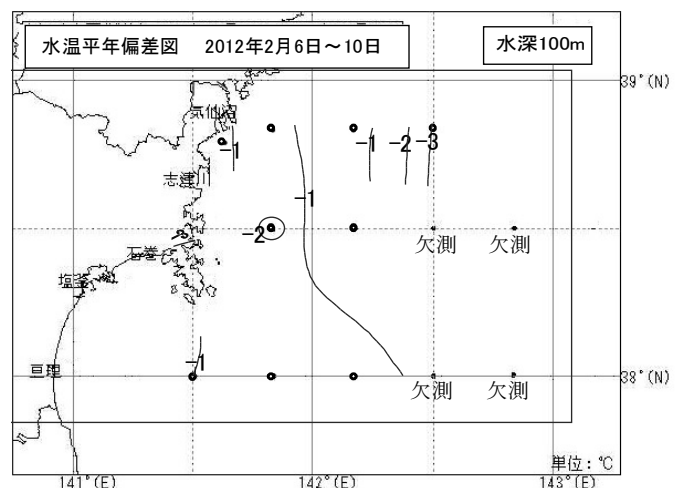 水温平年偏差図 2012年2月6日～10日
水深100m
39°(N)
気仙沼
-1
-1
-2
-3
志津川
-1
-2
欠測 欠測
石巻
塩釜
-1
亘理
38°(N)
欠測 欠測
単位：℃
141°(E) 142°(E) 143°(E)